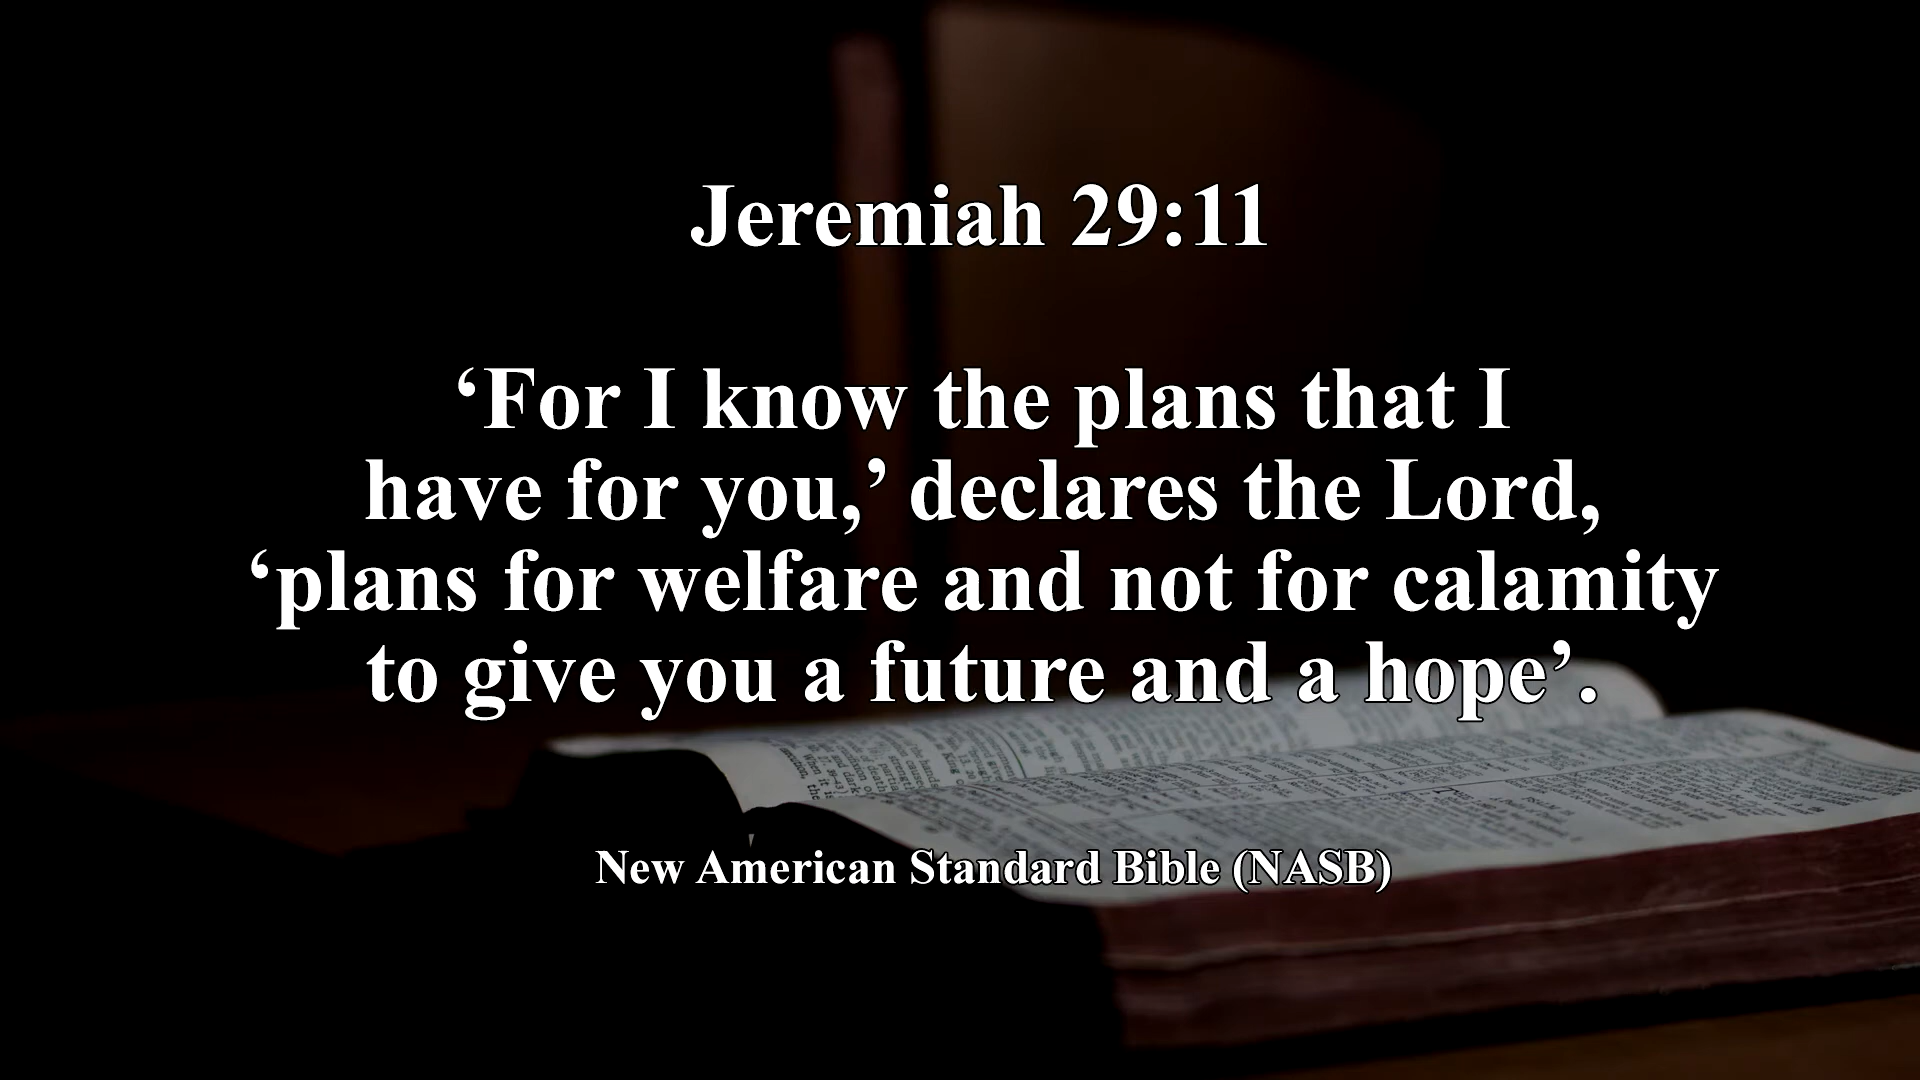 Jeremiah 29:11
‘For I know the plans that I
have for you,’ declares the Lord,
‘plans for welfare and not for calamity
to give you a future and a hope’.
New American Standard Bible (NASB)